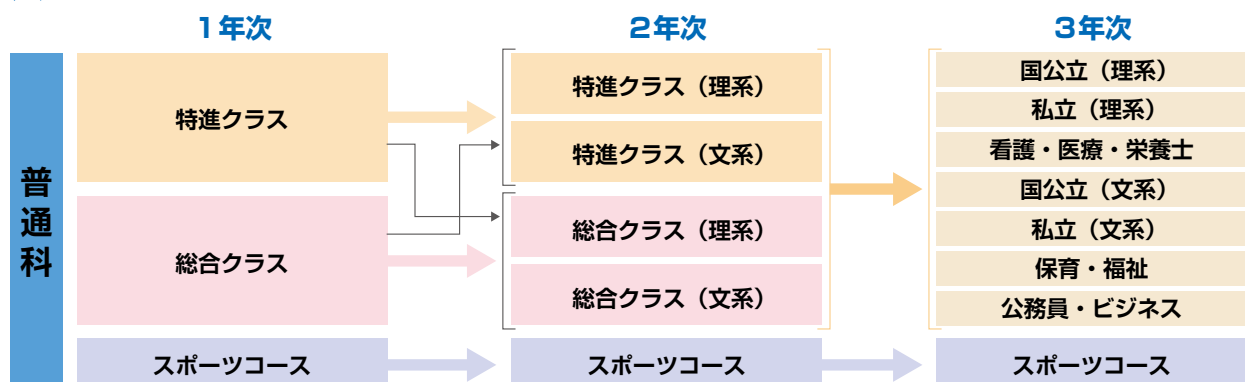 1年次
2年次
3年次
普通科
特進クラス
総合クラス
スポーツコース
特進クラス（理系）
特進クラス（文系）
総合クラス（理系）
総合クラス（文系）
スポーツコース
国公立（理系）
私立（理系）
看護・医療・栄養士
国公立（文系）
私立（文系）
保育・福祉
公務員・ビジネス
スポーツコース